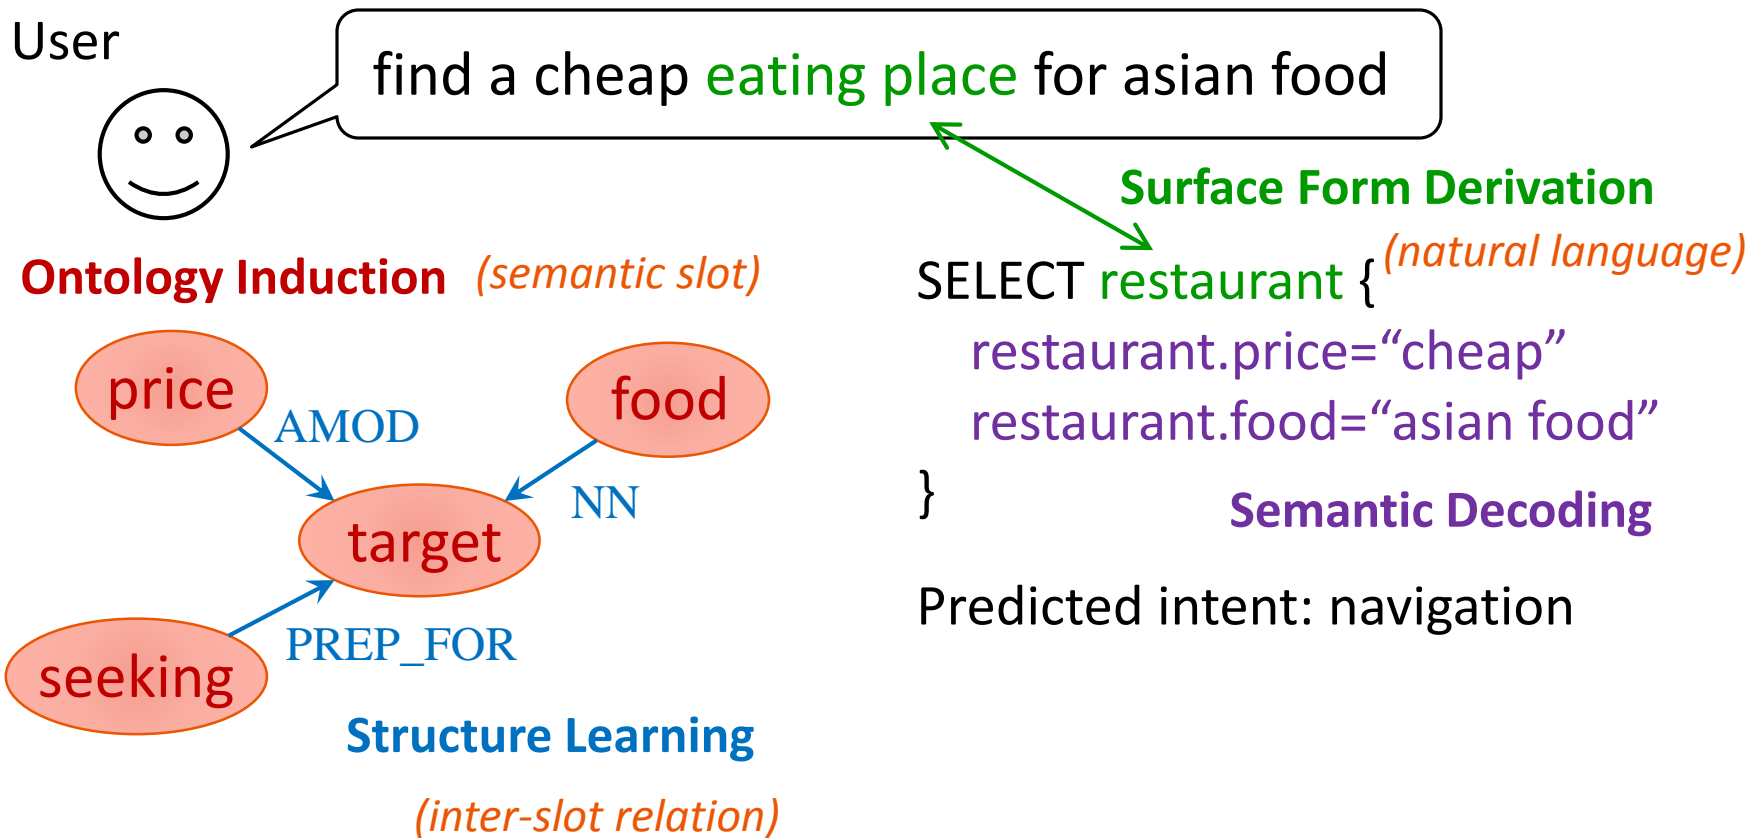 User
find a cheap eating place for asian food
Surface Form Derivation
(natural language)
Ontology Induction (semantic slot)
SELECT restaurant {
restaurant.price=“cheap”
restaurant.food=“asian food”
}
Semantic Decoding
Predicted intent: navigation
price
food
AMOD
NN
target
seeking
PREP_FOR
Structure Learning
(inter-slot relation)